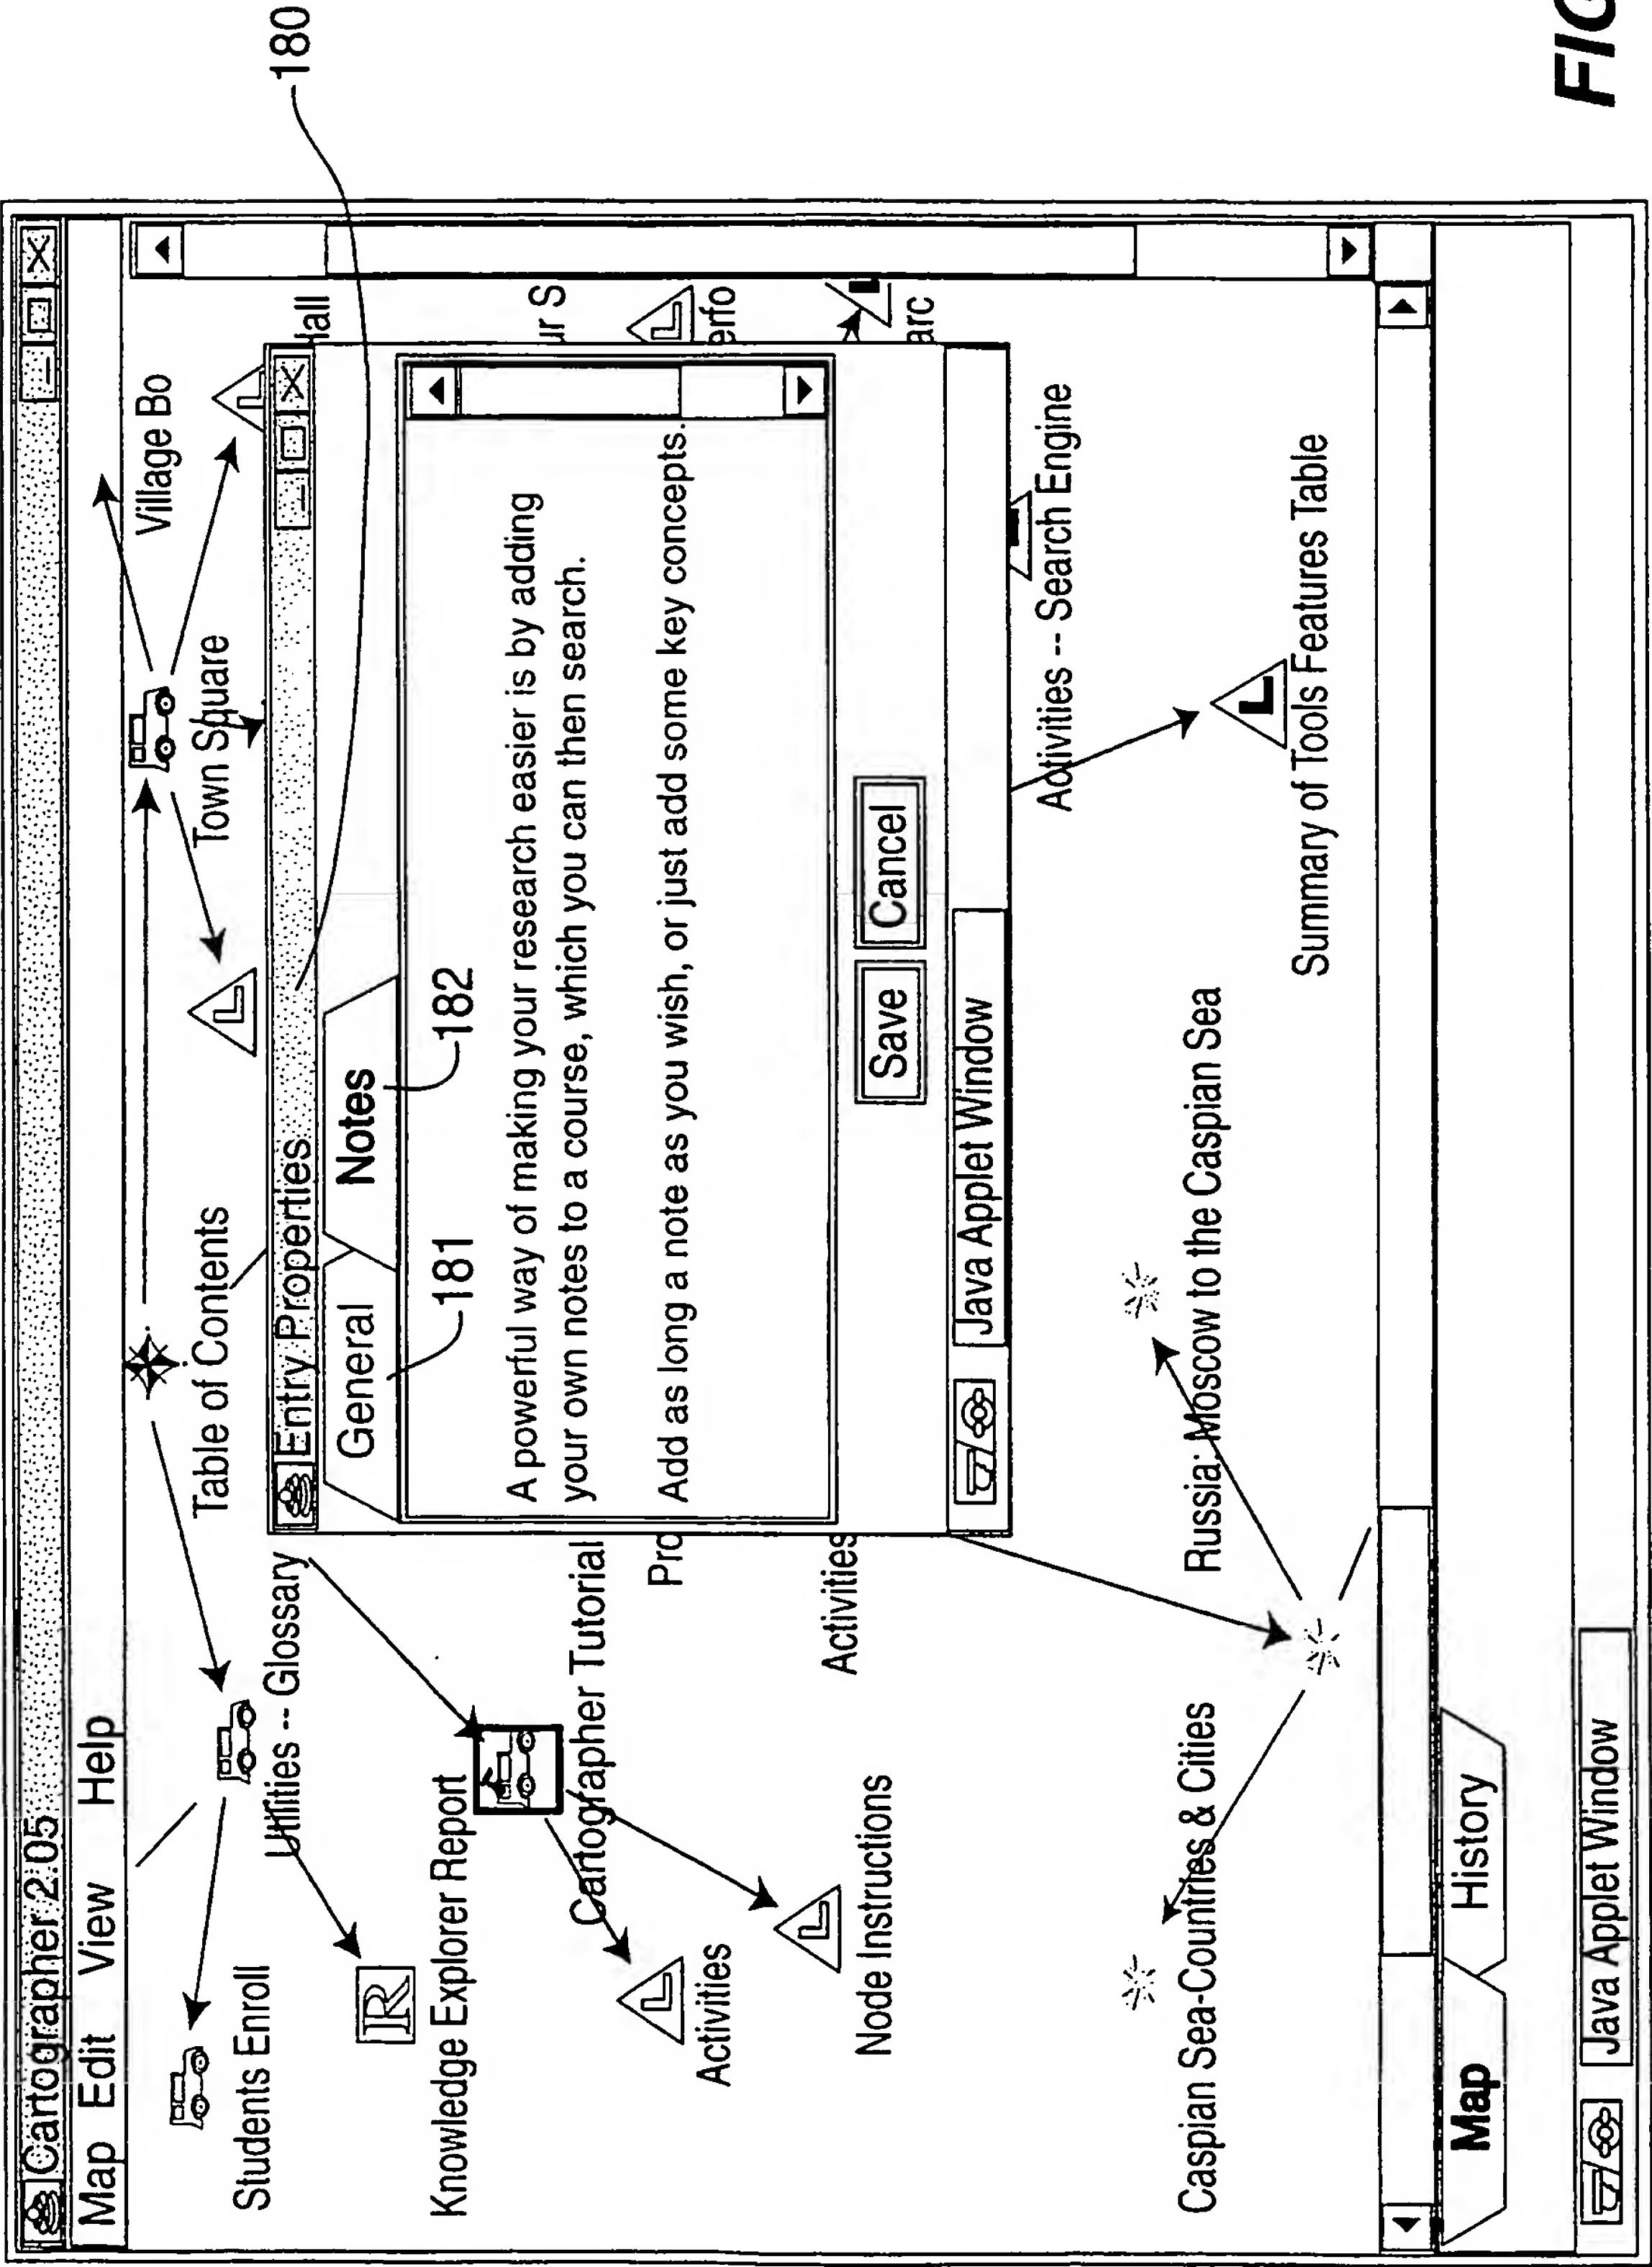 Cartographer 2.05
Map Edit View Help
Village Bo
Town Square
Table of Contents
Utilities -- Glossary
Students Enroll
180
Entry Properties
General
Notes
181
182
A powerful way of making your research easier is by adding
your own notes to a course, which you can then search.
Add as long a note as you wish, or just add some key concepts.
Save
Cancel
Java Applet Window
Hall
ur S
erfo
arc
L
L
L
IR
Knowledge Explorer Report
Cartographer Tutorial
Pro
Activities
L
Activities
L
Node Instructions
Activities -- Search Engine
L
Summary of Tools Features Table
Russia: Moscow to the Caspian Sea
Caspian Sea-Countries & Cities
Map
History
Java Applet Window
FIG